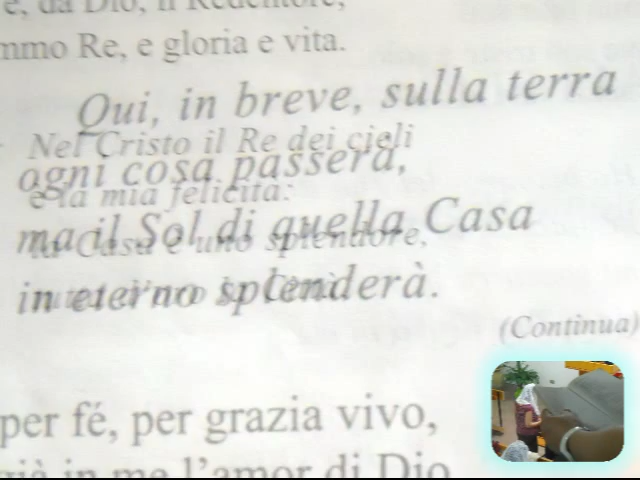 e, da Dio, il Redentore,
mmo Re, e gloria e vita.
Qui, in breve, sulla terra
Nel Cristo il Re dei cieli
ogni cosa passerà,
è la mia felicità:
ma il Sol di quella Casa
la Casa è uno splendore,
in eterno splenderà.
(Continua)
per fé, per grazia vivo,
già in me l'amor di Dio